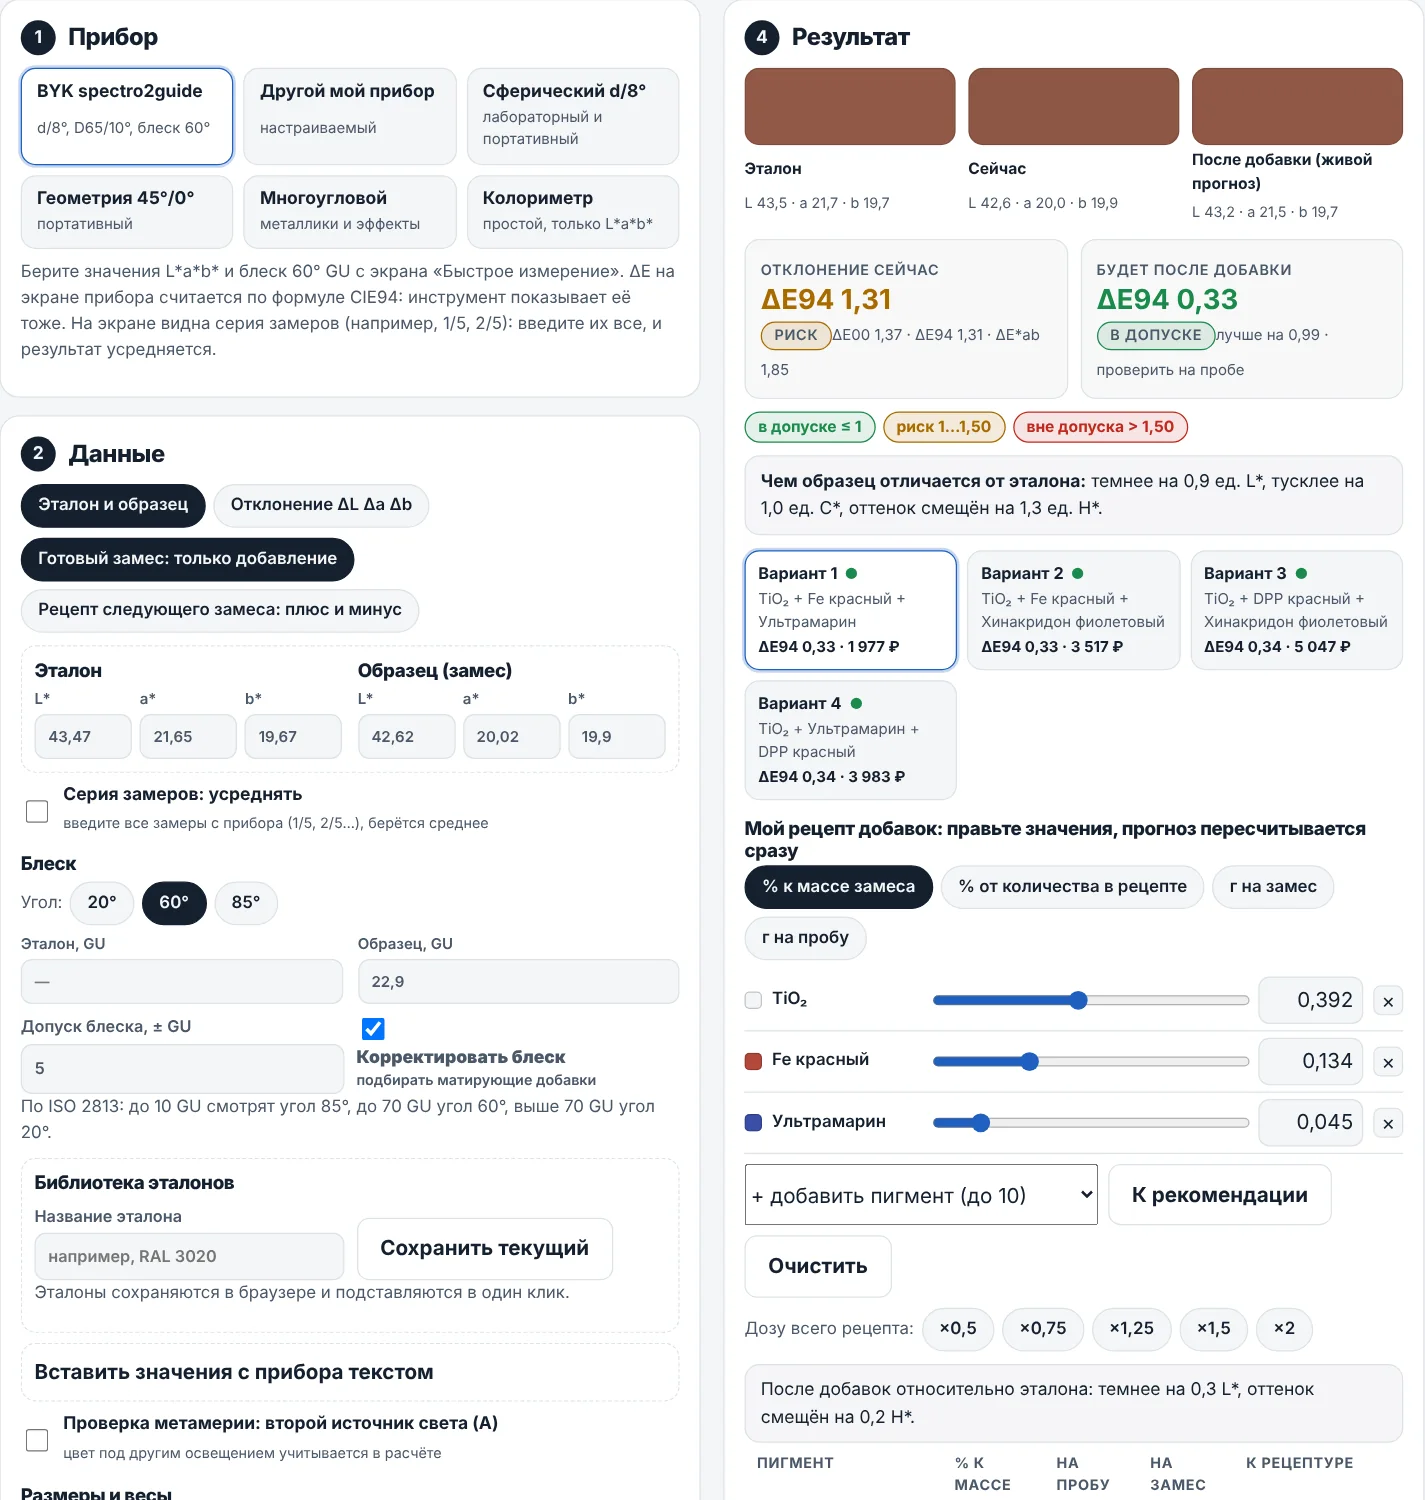 1 Прибор
BYK spectro2guide
d/8°, D65/10°, блеск 60°
Другой мой прибор
настраиваемый
Сферический d/8°
лабораторный и
портативный
Геометрия 45°/0°
портативный
Многоугловой
металлики и эффекты
Колориметр
простой, только L*a*b*
Берите значения L*a*b* и блеск 60° GU с экрана «Быстрое измерение». ΔE на
экране прибора считается по формуле CIE94: инструмент показывает её
тоже. На экране видна серия замеров (например, 1/5, 2/5): введите их все, и
результат усредняется.
2 Данные
Эталон и образец
Отклонение ΔL Δa Δb
Готовый замес: только добавление
Рецепт следующего замеса: плюс и минус
Эталон
L* a* b*
43,47 21,65 19,67
Образец (замес)
L* a* b*
42,62 20,02 19,9
Серия замеров: усреднять
введите все замеры с прибора (1/5, 2/5...), берётся среднее
Блеск
Угол: 20° 60° 85°
Эталон, GU
—
Образец, GU
22,9
Допуск блеска, ± GU
5
Корректировать блеск
подбирать матирующие добавки
По ISO 2813: до 10 GU смотрят угол 85°, до 70 GU угол 60°, выше 70 GU угол
20°.
Библиотека эталонов
Название эталона
например, RAL 3020
Сохранить текущий
Эталоны сохраняются в браузере и подставляются в один клик.
Вставить значения с прибора текстом
Проверка метамерии: второй источник света (A)
цвет под другим освещением учитывается в расчёте
Размеры и весы
4 Результат
Эталон
L 43,5 · a 21,7 · b 19,7
Сейчас
L 42,6 · a 20,0 · b 19,9
После добавки (живой
прогноз)
L 43,2 · a 21,5 · b 19,7
ОТКЛОНЕНИЕ СЕЙЧАС
ΔE94 1,31
РИСК ΔE00 1,37 · ΔE94 1,31 · ΔE*ab
1,85
БУДЕТ ПОСЛЕ ДОБАВКИ
ΔE94 0,33
В ДОПУСКЕ лучше на 0,99 ·
проверить на пробе
в допуске ≤ 1
риск 1…1,50
вне допуска > 1,50
Чем образец отличается от эталона: темнее на 0,9 ед. L*, тусклее на
1,0 ед. C*, оттенок смещён на 1,3 ед. H*.
Вариант 1
TiO₂ + Fe красный +
Ультрамарин
ΔE94 0,33 · 1 977 ₽
Вариант 2
TiO₂ + Fe красный +
Хинакридон фиолетовый
ΔE94 0,33 · 3 517 ₽
Вариант 3
TiO₂ + DPP красный +
Хинакридон фиолетовый
ΔE94 0,34 · 5 047 ₽
Вариант 4
TiO₂ + Ультрамарин +
DPP красный
ΔE94 0,34 · 3 983 ₽
Мой рецепт добавок: правьте значения, прогноз пересчитывается
сразу
% к массе замеса
% от количества в рецепте
г на замес
г на пробу
TiO₂ 0,392 ×
Fe красный 0,134 ×
Ультрамарин 0,045 ×
+ добавить пигмент (до 10)
К рекомендации
Очистить
Дозу всего рецепта: ×0,5 ×0,75 ×1,25 ×1,5 ×2
После добавок относительно эталона: темнее на 0,3 L*, оттенок
смещён на 0,2 H*.
ПИГМЕНТ
% К
МАССЕ
НА
ПРОБУ
НА
ЗАМЕС
К РЕЦЕПТУРЕ